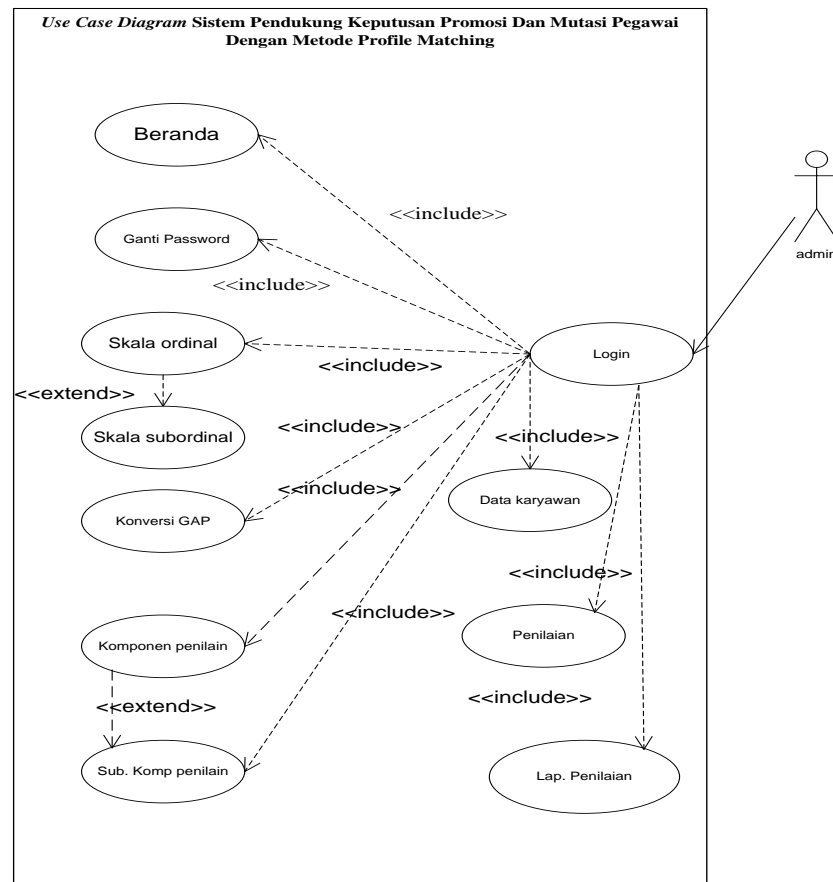 Use Case Diagram Sistem Pendukung Keputusan Promosi Dan Mutasi Pegawai
Dengan Metode Profile Matching
Beranda
<<include>>
admin
Ganti Password
<<include>>
Skala ordinal
Login
<<include>>
<<extend>>
Skala subordinal
<<include>>
<<include>>
Konversi GAP
<<include>>
Data karyawan
<<include>>
<<include>>
Komponen penilain
Penilaian
<<extend>>
<<include>>
Sub. Komp penilain
Lap. Penilaian